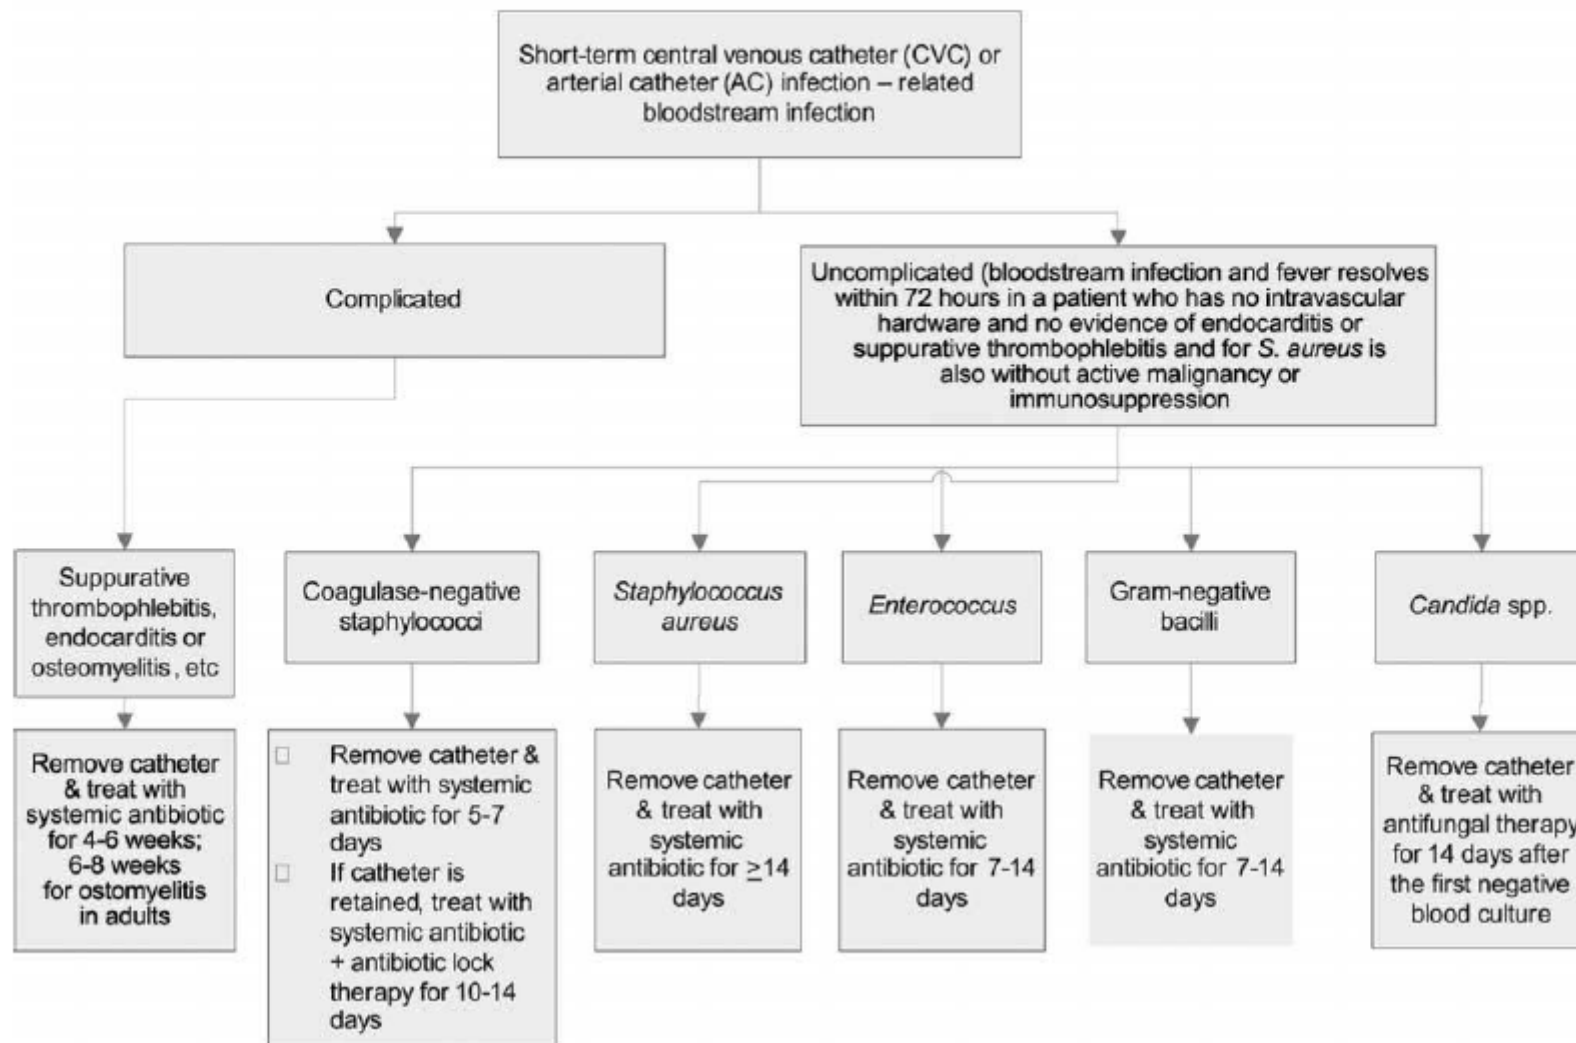 Short-term central venous catheter (CVC) or
arterial catheter (AC) infection – related
bloodstream infection
Complicated
Uncomplicated (bloodstream infection and fever resolves
within 72 hours in a patient who has no intravascular
hardware and no evidence of endocarditis or
suppurative thrombophlebitis and for S. aureus is
also without active malignancy or
immunosuppression
Suppurative
thrombophlebitis,
endocarditis or
osteomyelitis , etc
Coagulase-negative
staphylococci
Staphylococcus
aureus
Enterococcus
Gram-negative
bacilli
Candida spp.
Remove catheter
& treat with
systemic antibiotic
for 4-6 weeks;
6-8 weeks
for ostomyelitis
in adults
Remove catheter &
treat with systemic
antibiotic for 5-7
days
If catheter is
retained, treat with
systemic antibiotic
+ antibiotic lock
therapy for 10-14
days
Remove catheter
& treat with
systemic
antibiotic for ≥14
days
Remove catheter
& treat with
systemic
antibiotic for 7-14
days
Remove catheter
& treat with
systemic
antibiotic for 7-14
days
Remove catheter
& treat with
antifungal therapy
for 14 days after
the first negative
blood culture